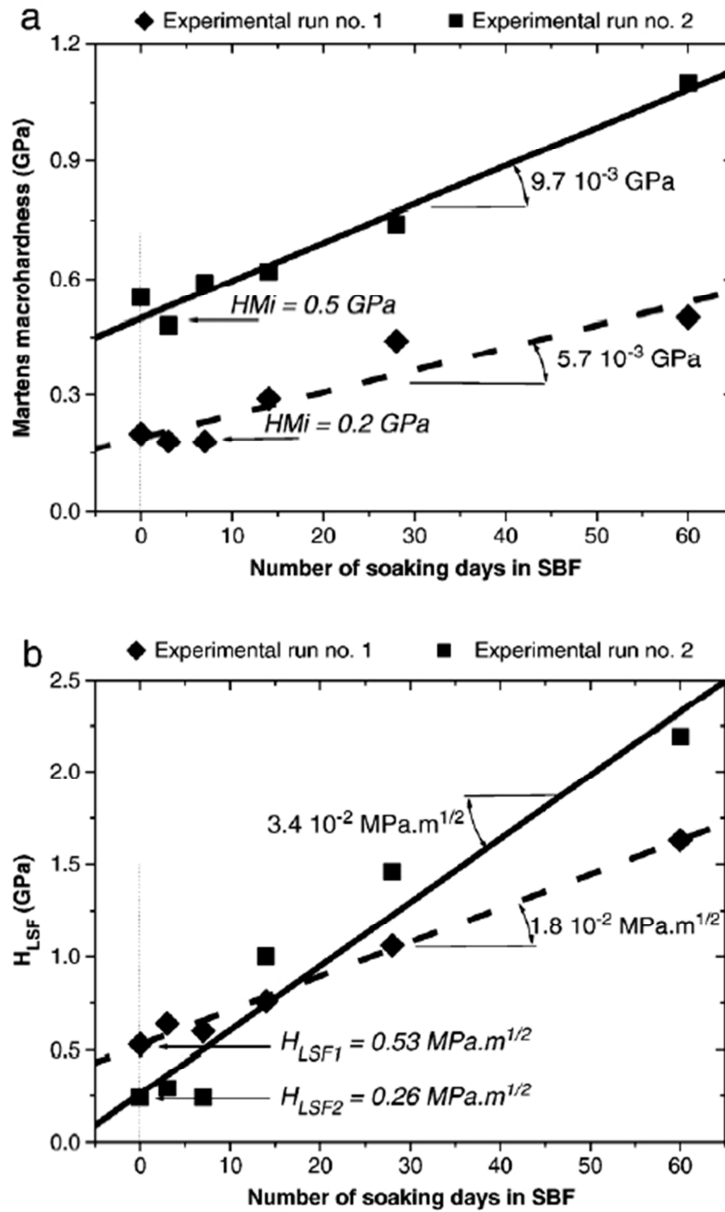 a
◆ Experimental run no. 1 ■ Experimental run no. 2
Martens macrohardness (GPa)
1.2
0.9
0.6
0.3
0.0
9.7 10⁻³ GPa
HMi = 0.5 GPa
5.7 10⁻³ GPa
HMi = 0.2 GPa
0 10 20 30 40 50 60
Number of soaking days in SBF
b
◆ Experimental run no. 1 ■ Experimental run no. 2
H_LSF (GPa)
2.5
2.0
1.5
1.0
0.5
0.0
3.4 10⁻² MPa.m^1/2
1.8 10⁻² MPa.m^1/2
H_LSF1 = 0.53 MPa.m^1/2
H_LSF2 = 0.26 MPa.m^1/2
0 10 20 30 40 50 60
Number of soaking days in SBF